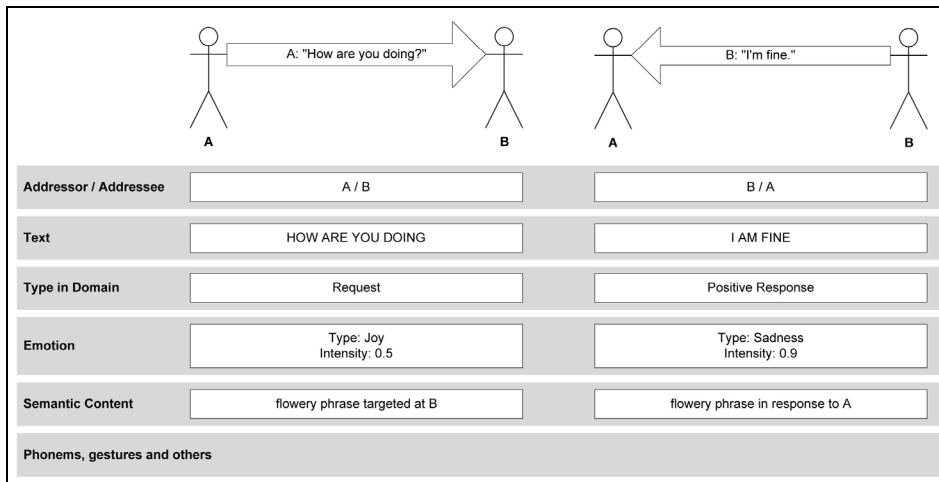 A: "How are you doing?"
B: "I'm fine."
A
B
A
B
Addressor / Addressee
A / B
B / A
Text
HOW ARE YOU DOING
I AM FINE
Type in Domain
Request
Positive Response
Emotion
Type: Joy
Intensity: 0.5
Type: Sadness
Intensity: 0.9
Semantic Content
flowery phrase targeted at B
flowery phrase in response to A
Phonems, gestures and others